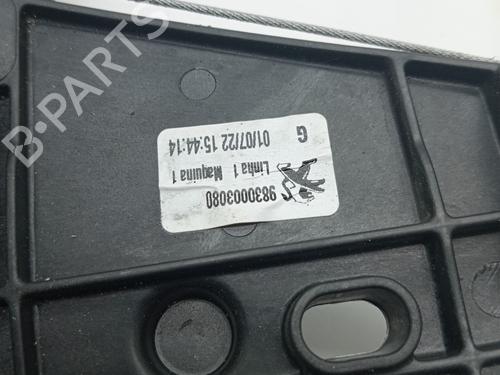 9830003080
Linha 1 Maquina 1
01/07/22 15:44:14
G
B-PARTS